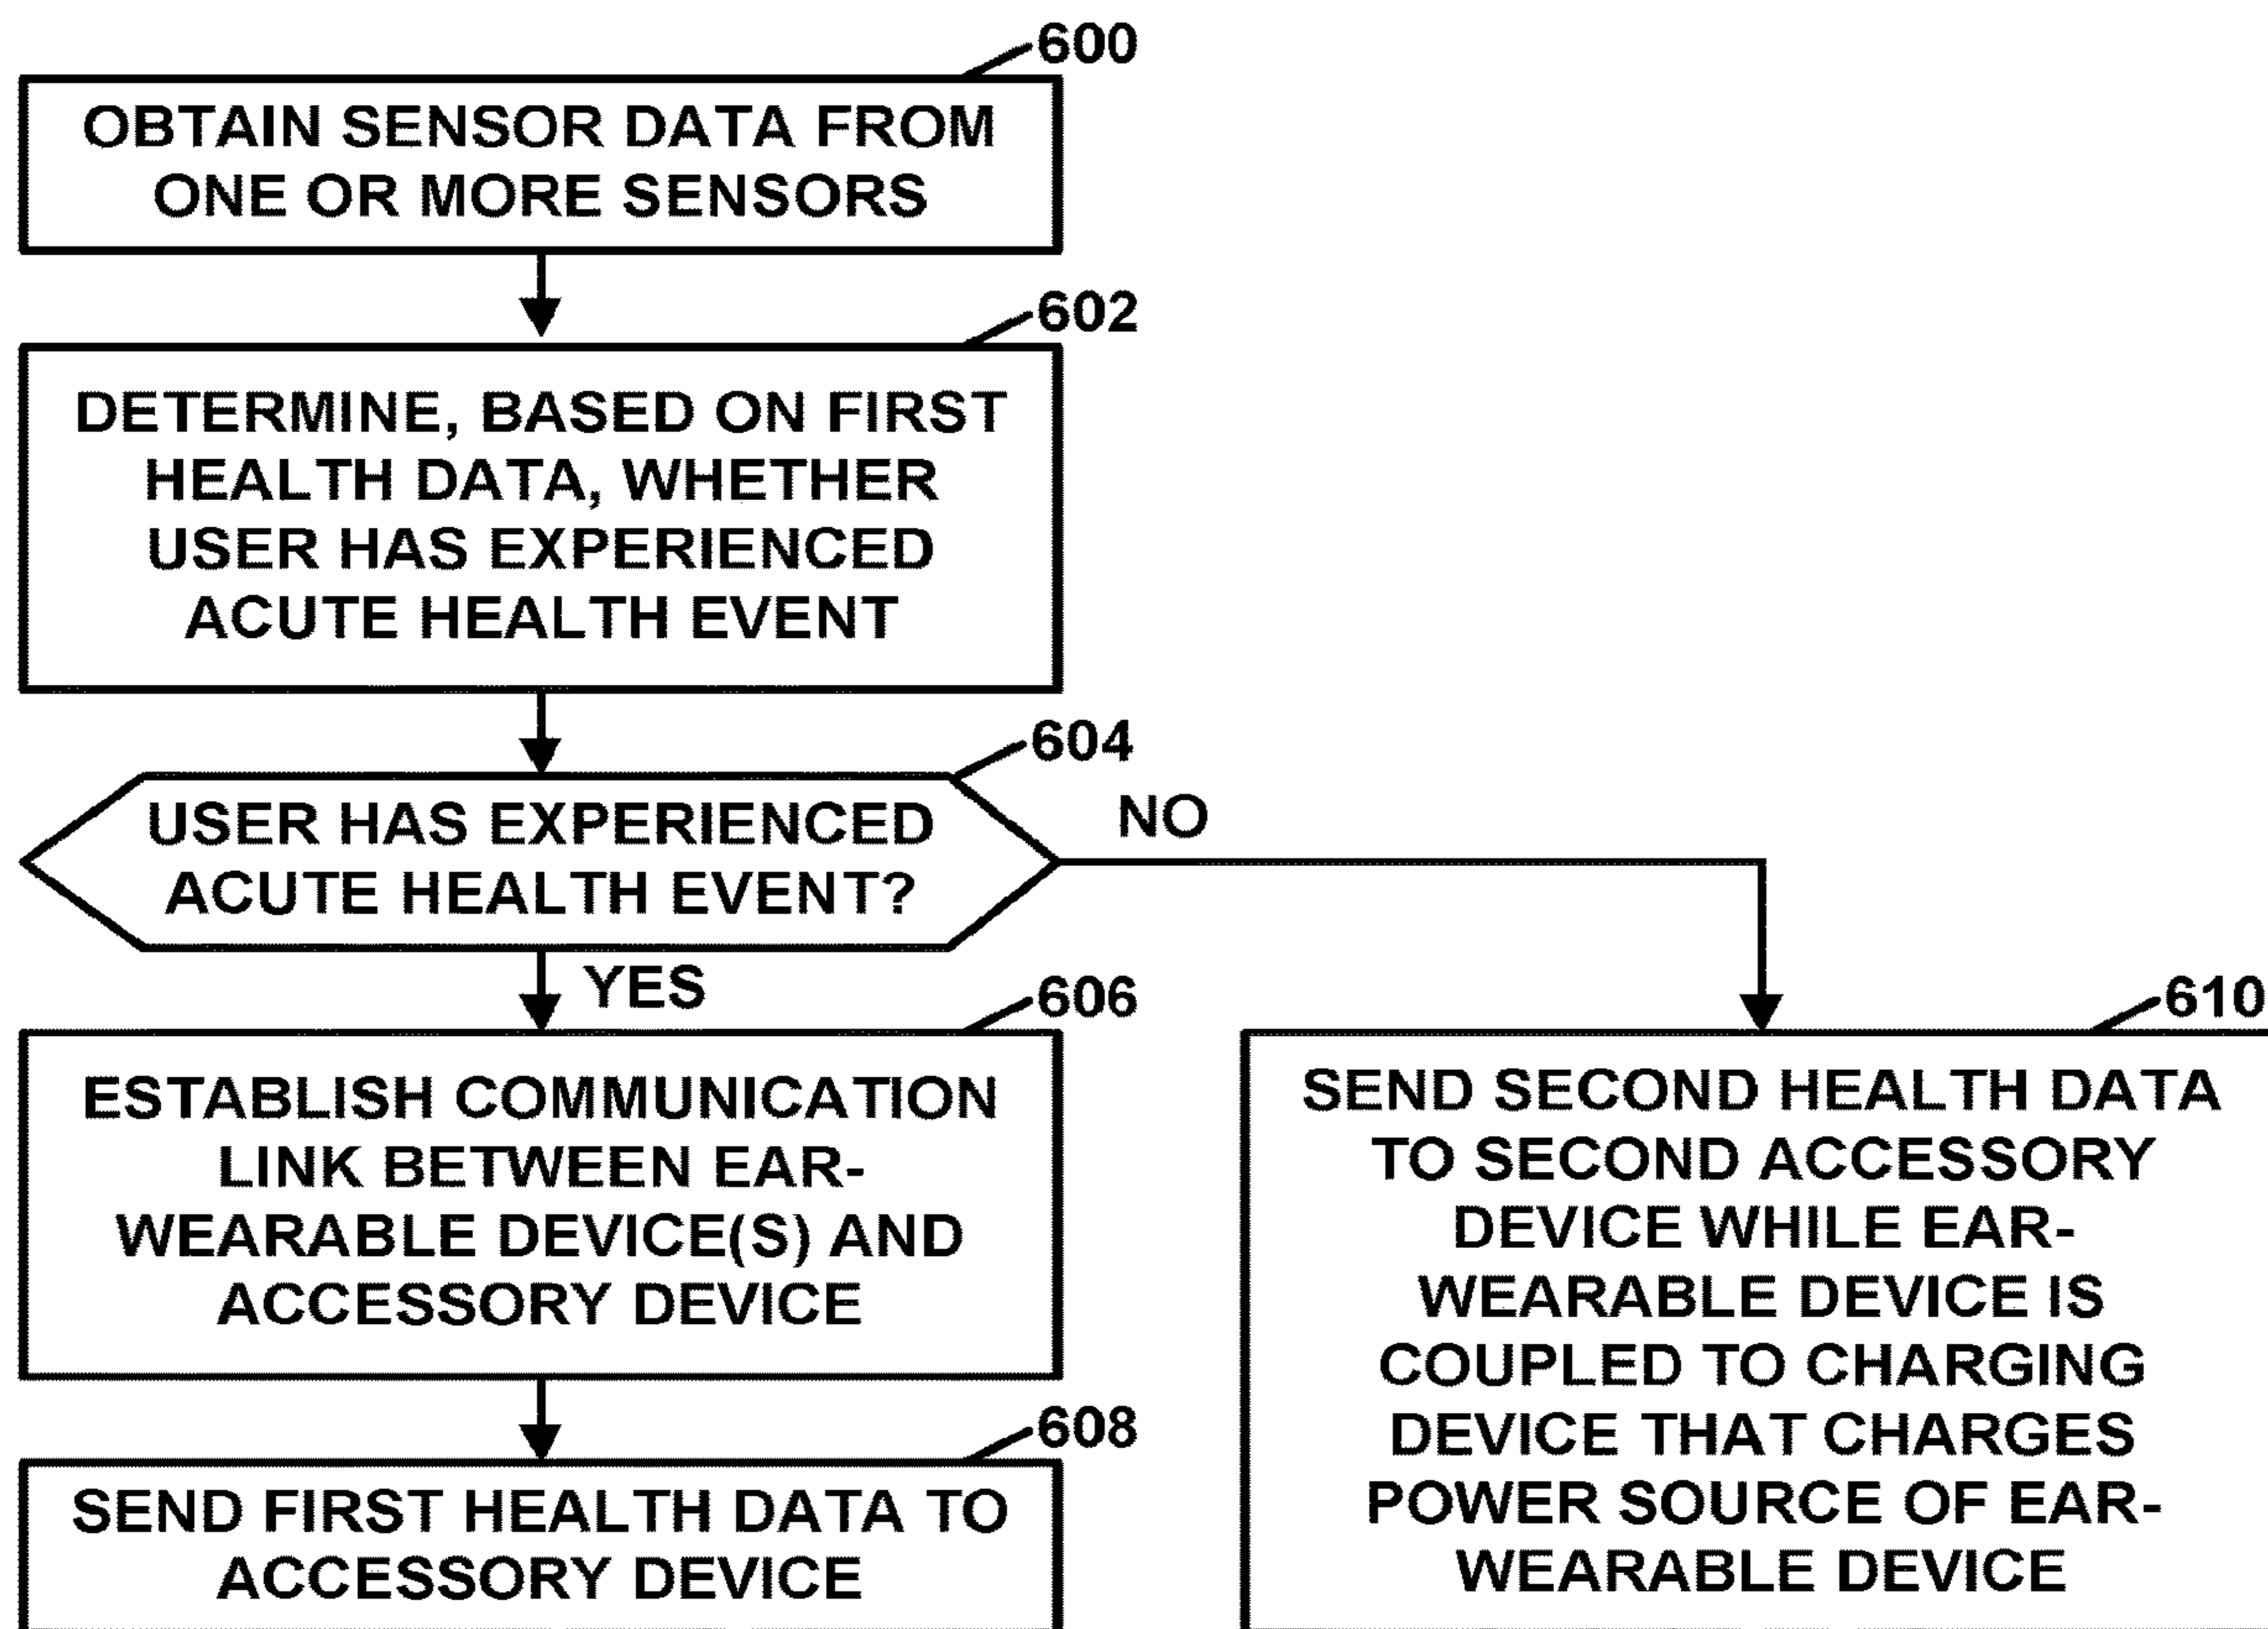 600
OBTAIN SENSOR DATA FROM
ONE OR MORE SENSORS
602
DETERMINE, BASED ON FIRST
HEALTH DATA, WHETHER
USER HAS EXPERIENCED
ACUTE HEALTH EVENT
604
USER HAS EXPERIENCED
ACUTE HEALTH EVENT?
NO
YES
606
ESTABLISH COMMUNICATION
LINK BETWEEN EAR-
WEARABLE DEVICE(S) AND
ACCESSORY DEVICE
608
SEND FIRST HEALTH DATA TO
ACCESSORY DEVICE
610
SEND SECOND HEALTH DATA
TO SECOND ACCESSORY
DEVICE WHILE EAR-
WEARABLE DEVICE IS
COUPLED TO CHARGING
DEVICE THAT CHARGES
POWER SOURCE OF EAR-
WEARABLE DEVICE